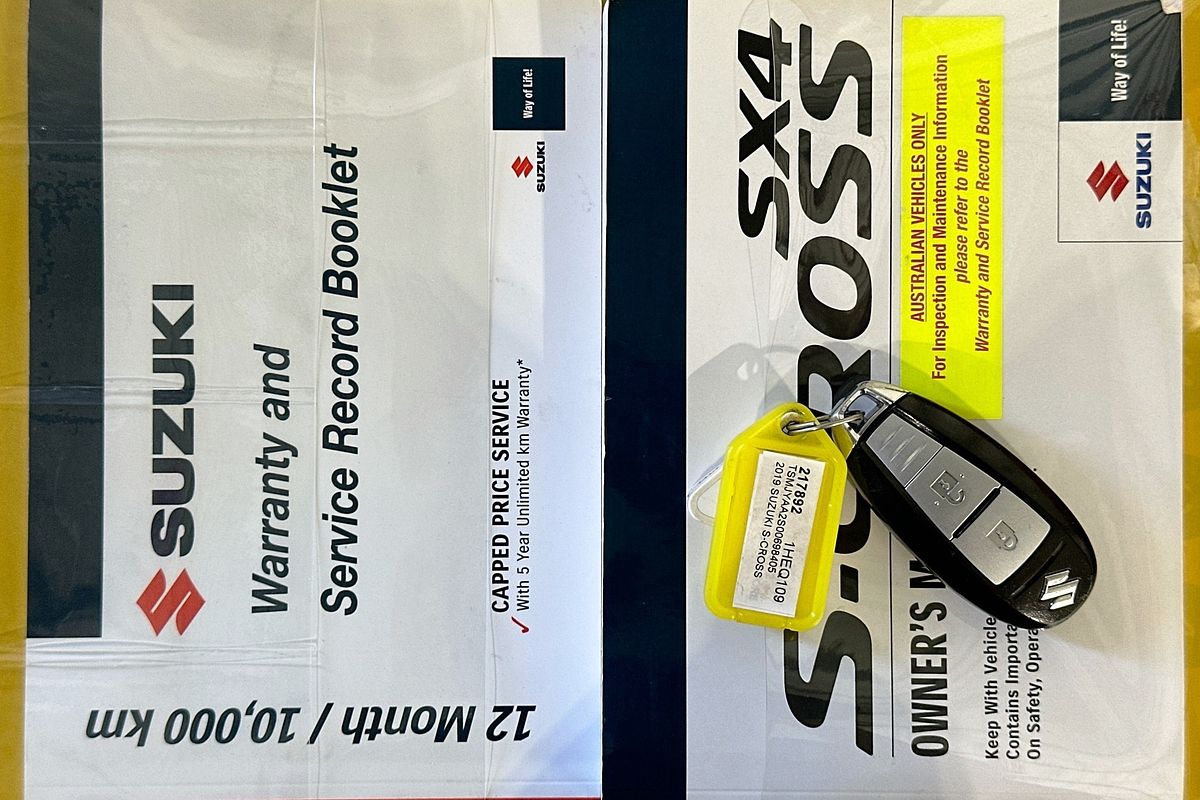 SUZUKI
Warranty and
Service Record Booklet
CAPPED PRICE SERVICE
✓ With 5 Year Unlimited km Warranty*
SUZUKI
Way of Life!
12 Month / 10,000 km
SX4
S-CROSS
OWNER'S
Keep With Vehicle
Contains
On Safety,
AUSTRALIAN VEHICLES ONLY
For Inspection and Maintenance Information
please refer to the
Warranty and Service Record Booklet
SUZUKI
Way of Life!
217892 1HEQ109
TSMJYAA2S00698405
2019 SUZUKI S-CROSS